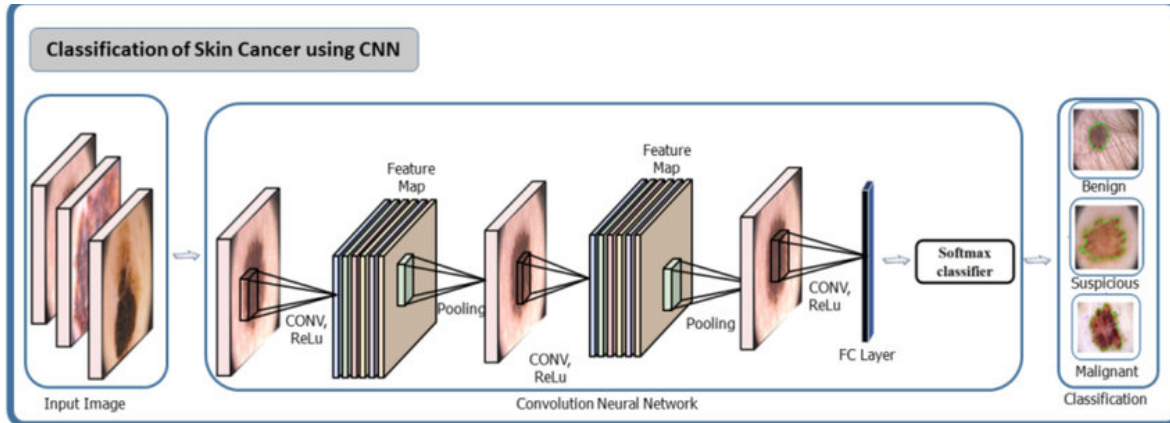 Classification of Skin Cancer using CNN
Feature
Map
Feature
Map
CONV,
ReLu
Pooling
CONV,
ReLu
Pooling
CONV,
ReLu
FC Layer
Softmax
classifier
Benign
Suspicious
Malignant
Input Image
Convolution Neural Network
Classification